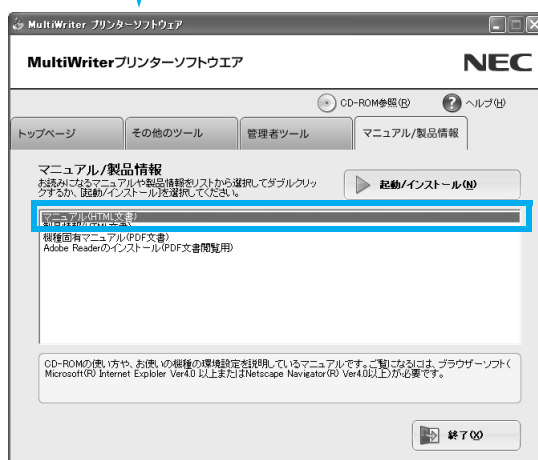 MultiWriter プリンターソフトウェア
MultiWriterプリンターソフトウエア
NEC
CD-ROM参照(R)
ヘルプ(H)
トップページ
その他のツール
管理者ツール
マニュアル/製品情報
マニュアル/製品情報
お読みになるマニュアルや製品情報をリストから選択してダブルクリッ
クするか、[起動/インストール]を選択してください。
起動/インストール(N)
マニュアル(HTML文書)
製品情報(HTML文書)
機種固有マニュアル(PDF文書)
Adobe Readerのインストール(PDF文書閲覧用)
CD-ROMの使い方や、お使いの機種の環境設定を説明しているマニュアルです。ご覧になるには、ブラウザーソフト(
Microsoft(R) Internet Exploler Ver4.0 以上またはNetscape Navigator(R) Ver4.0以上)が必要です。
終了(X)